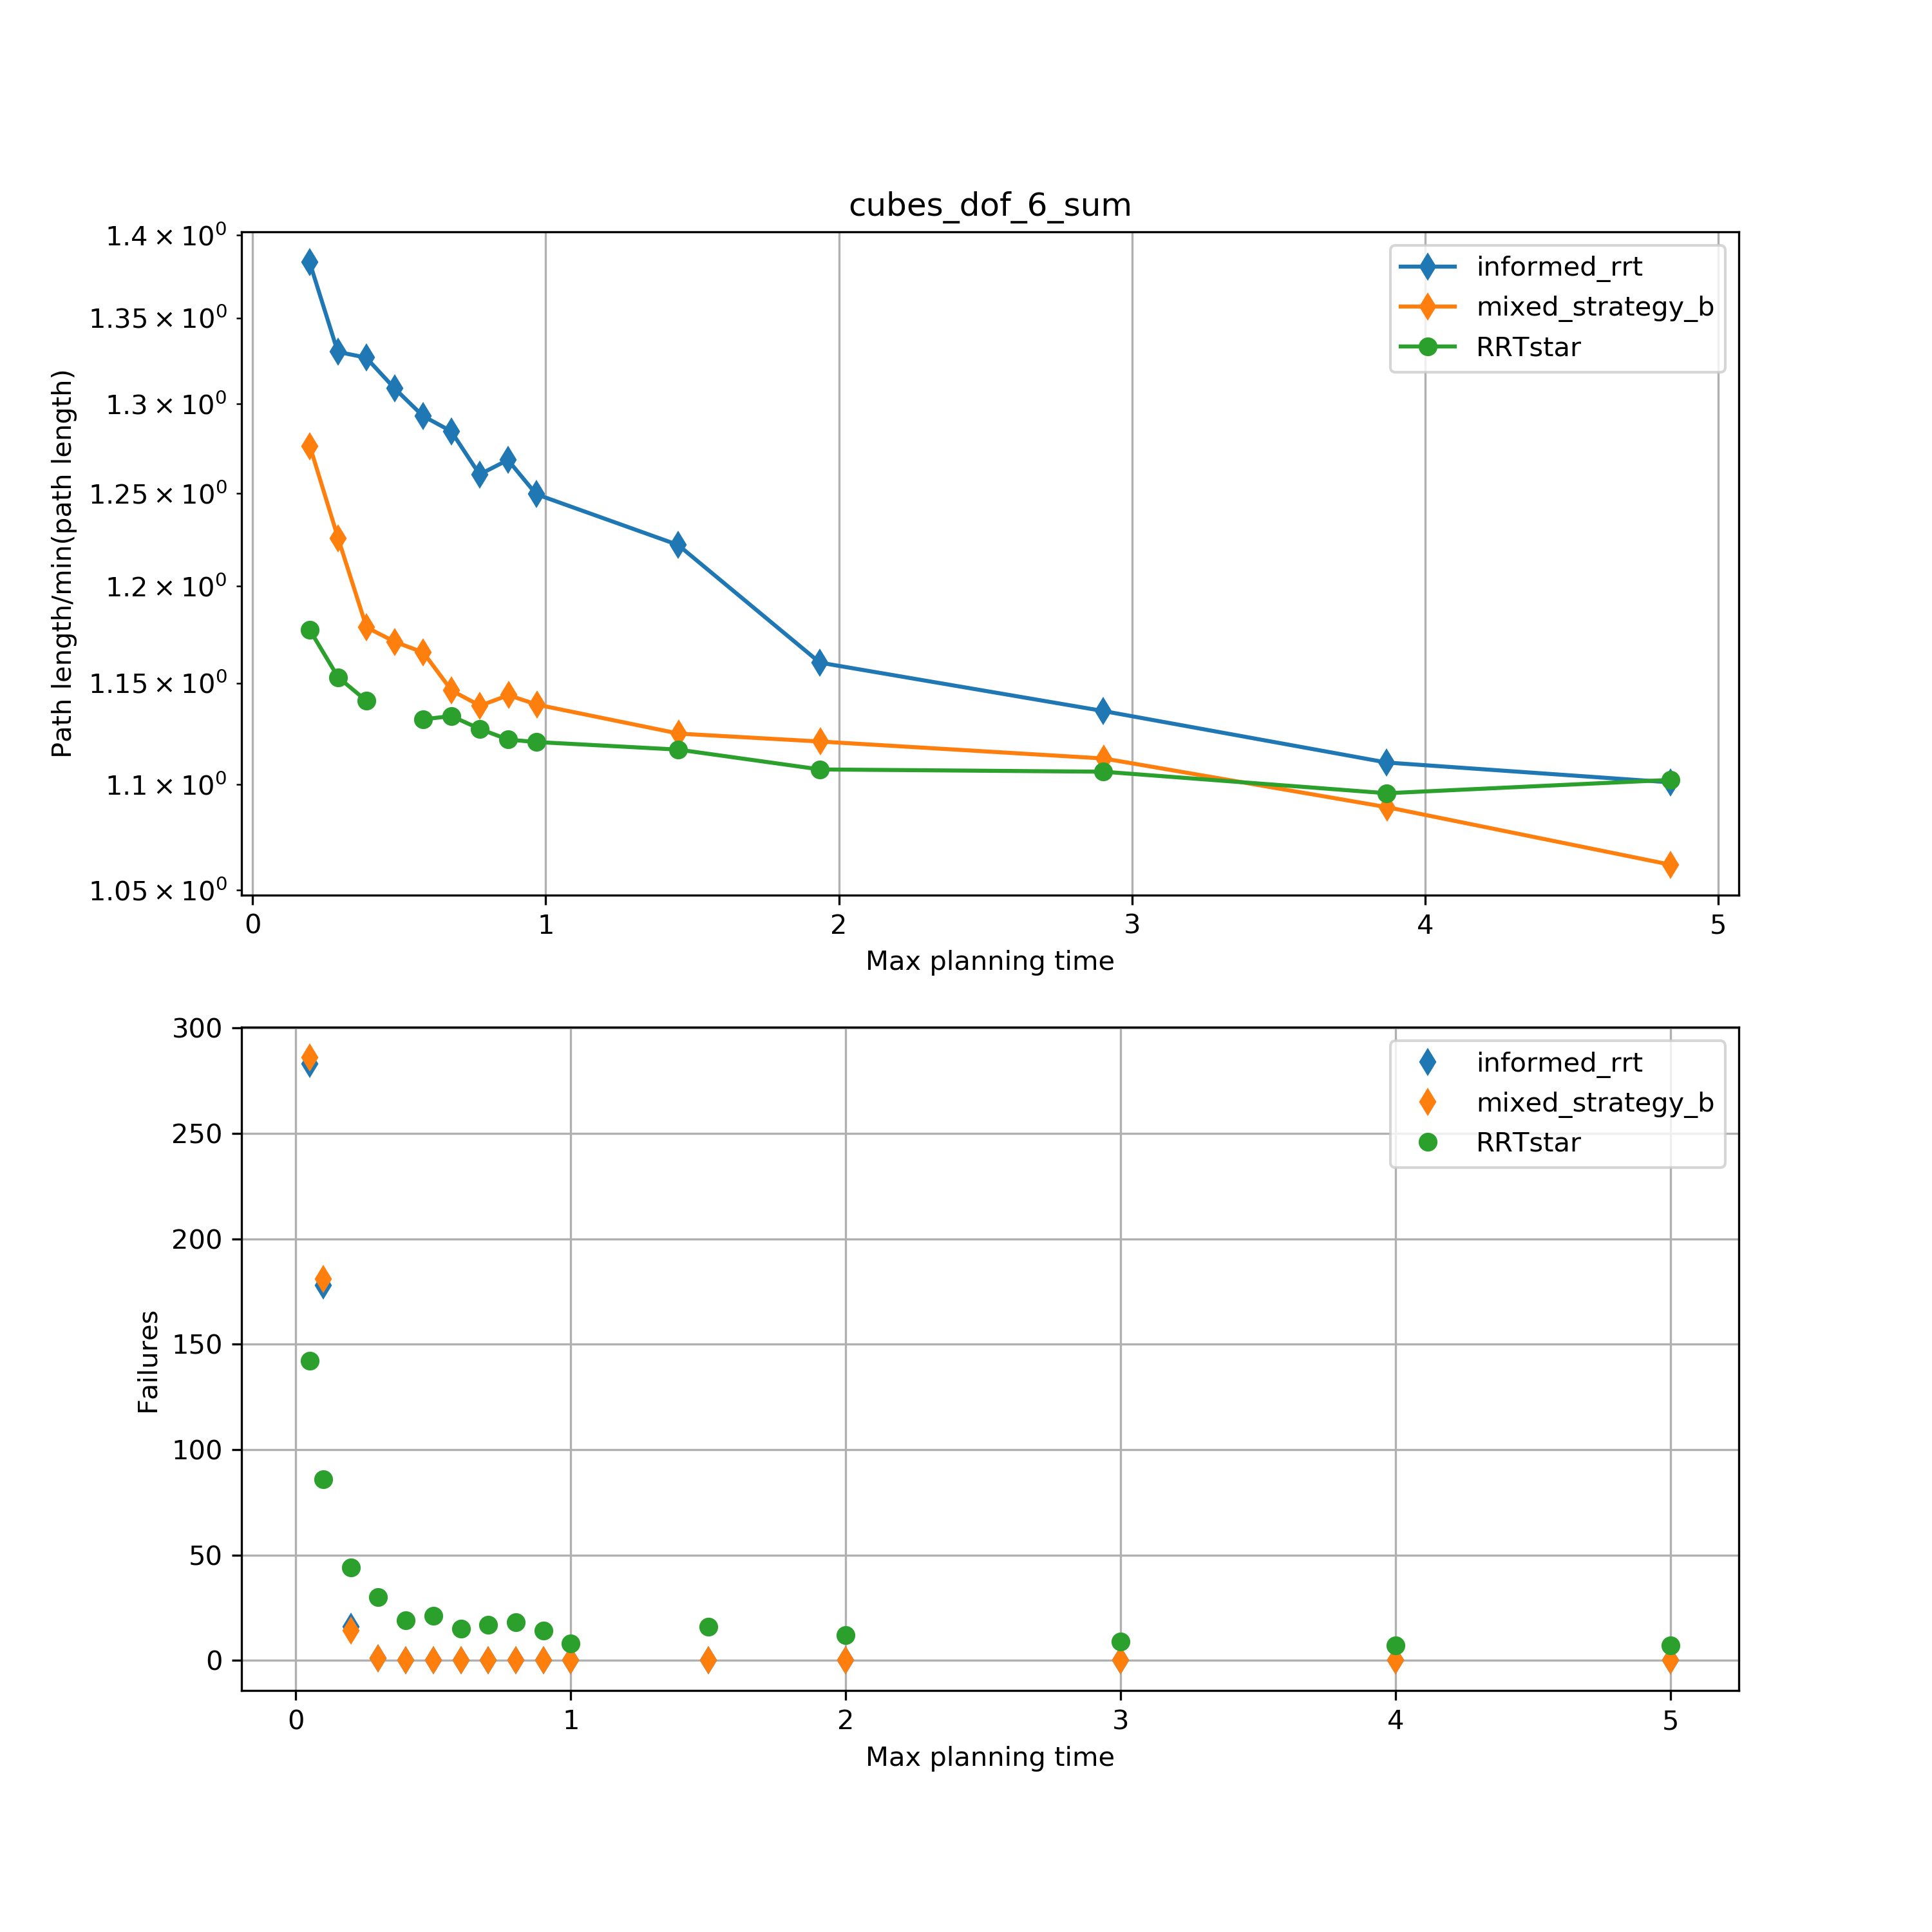 cubes_dof_6_sum
1.4 × 10⁰
1.35 × 10⁰
1.3 × 10⁰
1.25 × 10⁰
1.2 × 10⁰
1.15 × 10⁰
1.1 × 10⁰
1.05 × 10⁰
Path length/min(path length)
informed_rrt
mixed_strategy_b
RRTstar
0 1 2 3 4 5
Max planning time
300
250
200
150
100
50
0
Failures
informed_rrt
mixed_strategy_b
RRTstar
0 1 2 3 4 5
Max planning time